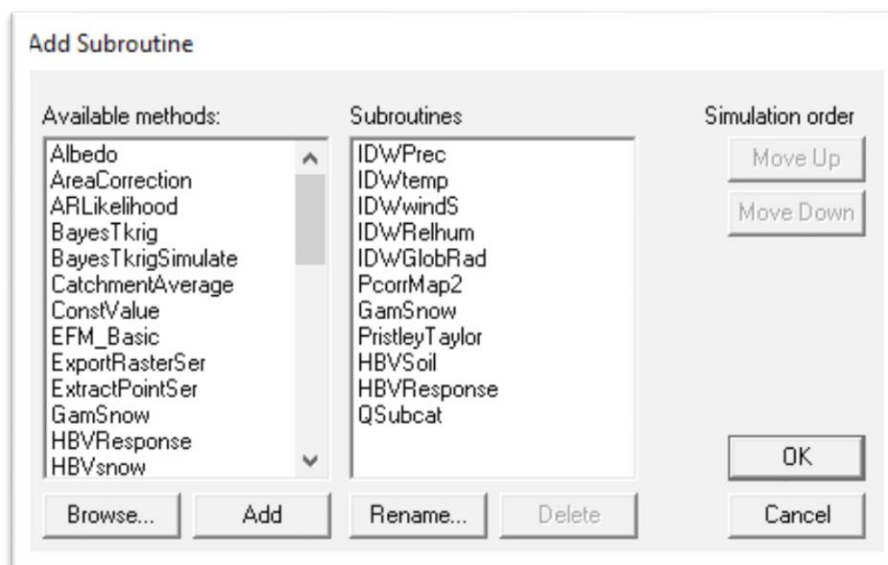 Add Subroutine
Available methods:
Albedo
AreaCorrection
ARLikelihood
BayesTkrig
BayesTkrigSimulate
CatchmentAverage
ConstValue
EFM_Basic
ExportRasterSer
ExtractPointSer
GamSnow
HBVResponse
HBVsnow
Browse...
Add
Subroutines
IDWPrec
IDWtemp
IDWwindS
IDWRelhum
IDWGlobRad
PcorrMap2
GamSnow
PristleyTaylor
HBVSoil
HBVResponse
QSubcat
Rename...
Delete
Simulation order
Move Up
Move Down
OK
Cancel